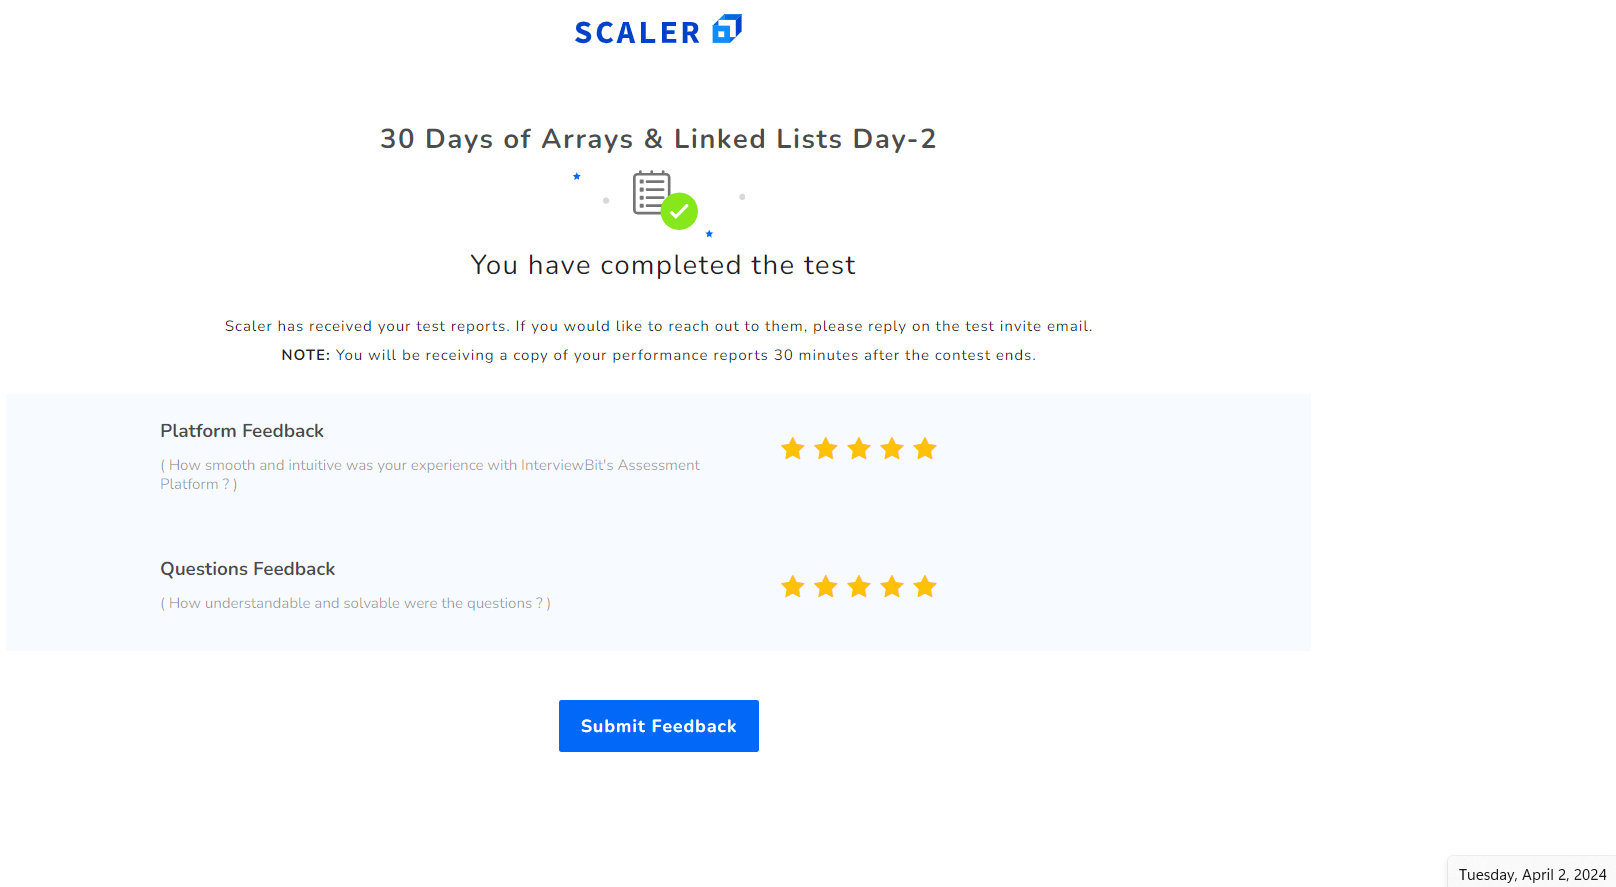 SCALER
30 Days of Arrays & Linked Lists Day-2
You have completed the test
Scaler has received your test reports. If you would like to reach out to them, please reply on the test invite email.
NOTE: You will be receiving a copy of your performance reports 30 minutes after the contest ends.
Platform Feedback
( How smooth and intuitive was your experience with InterviewBit's Assessment
Platform ? )
Questions Feedback
( How understandable and solvable were the questions ? )
Submit Feedback
Tuesday, April 2, 2024